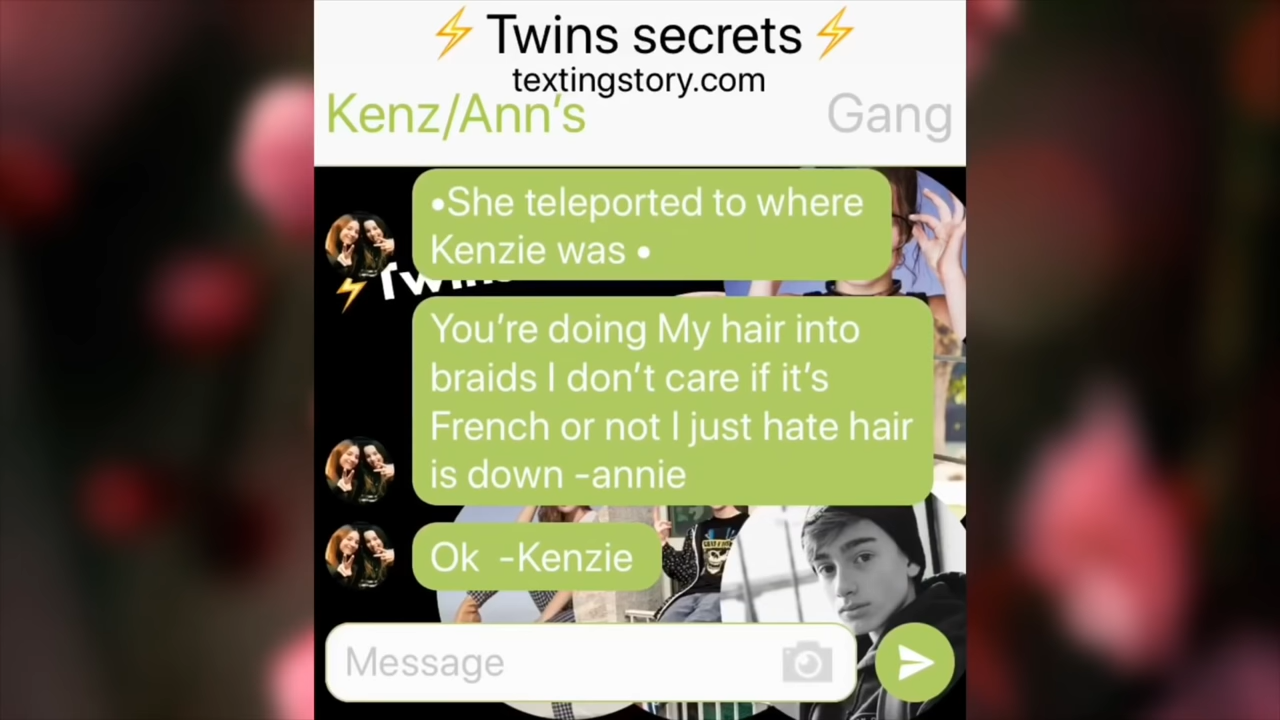 ⚡ Twins secrets ⚡
textingstory.com
Kenz/Ann's
Gang
•She teleported to where
Kenzie was •
⚡Twins
You're doing My hair into
braids I don't care if it's
French or not I just hate hair
is down -annie
Ok  -Kenzie
Message